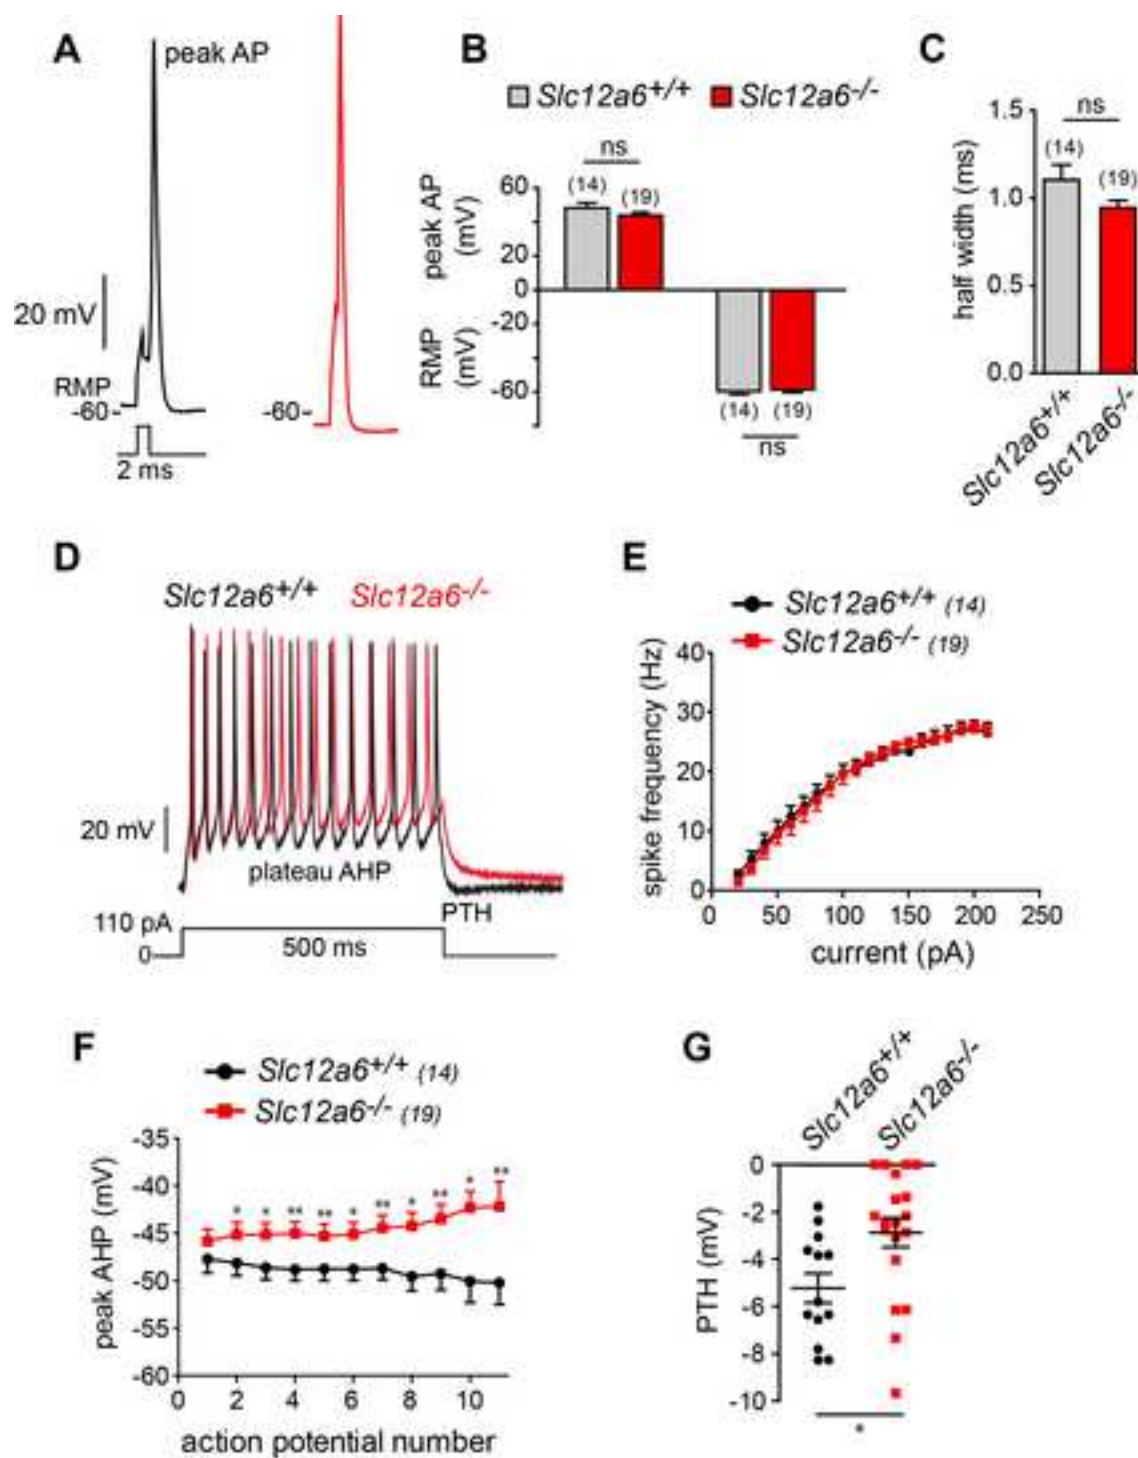 A
peak AP
20 mV
RMP
-60-
-60-
2 ms
B
Slc12a6+/+ Slc12a6-/-
ns
(14) (19)
peak AP
(mV)
60
20
0
-20
-60
RMP
(mV)
(14) (19)
ns
C
ns
(14)
(19)
half width (ms)
1.5
1.0
0.5
0.0
Slc12a6+/+
Slc12a6-/-
D
Slc12a6+/+ Slc12a6-/-
20 mV
plateau AHP
PTH
110 pA
0
500 ms
E
Slc12a6+/+ (14)
Slc12a6-/- (19)
spike frequency (Hz)
40
30
20
10
0
0 50 100 150 200 250
current (pA)
F
Slc12a6+/+ (14)
Slc12a6-/- (19)
peak AHP (mV)
-35
-40
-45
-50
-55
-60
* * ** ** * ** * ** * **
0 2 4 6 8 10
action potential number
G
Slc12a6+/+
Slc12a6-/-
PTH (mV)
0
-2
-4
-6
-8
-10
*